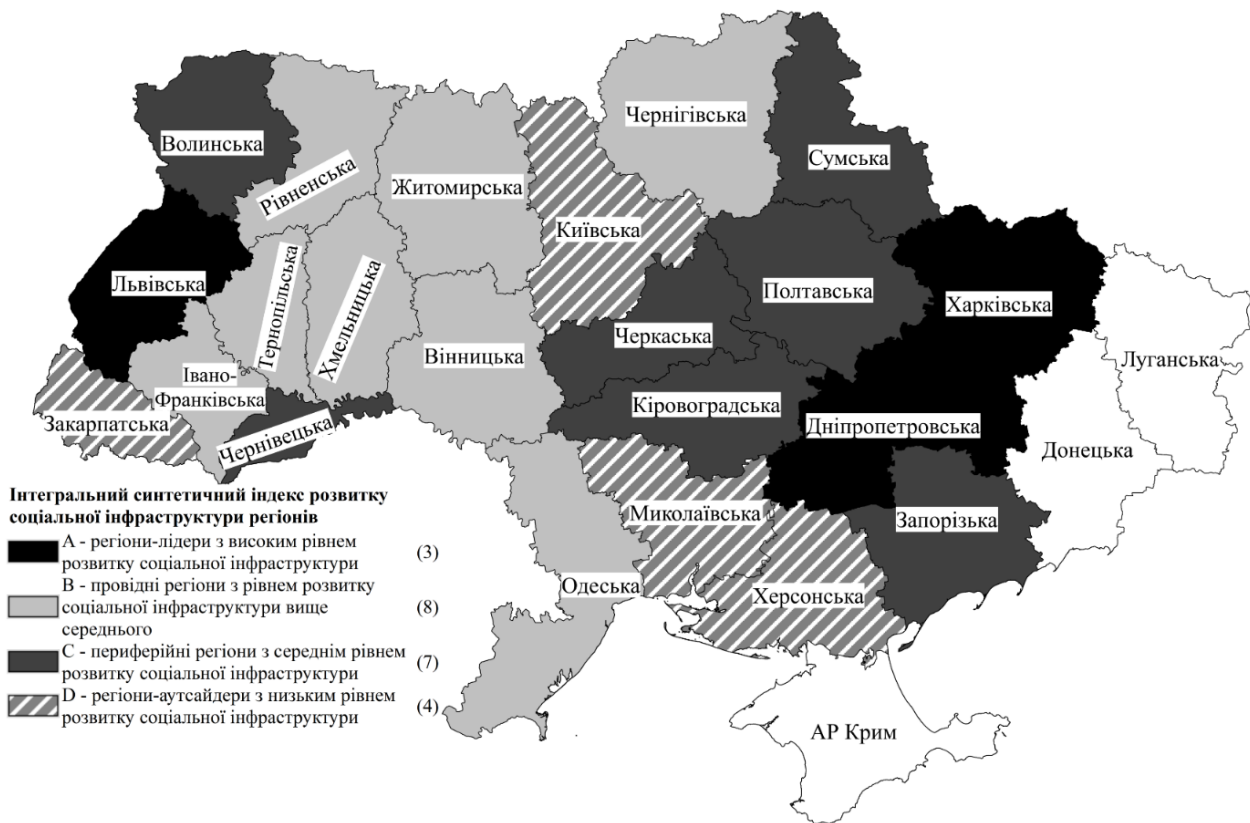 Чернігівська
Волинська
Сумська
Рівненська
Житомирська
Київська
Львівська
Тернопільська
Хмельницька
Полтавська
Харківська
Черкаська
Вінницька
Луганська
Івано-
Франківська
Закарпатська
Чернівецька
Кіровоградська
Дніпропетровська
Донецька
Миколаївська
Запорізька
Одеська
Херсонська
АР Крим
Інтегральний синтетичний індекс розвитку
соціальної інфраструктури регіонів
A - регіони-лідери з високим рівнем
розвитку соціальної інфраструктури (3)
B - провідні регіони з рівнем розвитку
соціальної інфраструктури вище (8)
середнього
C - периферійні регіони з середнім рівнем
розвитку соціальної інфраструктури (7)
D - регіони-аутсайдери з низьким рівнем
розвитку соціальної інфраструктури (4)